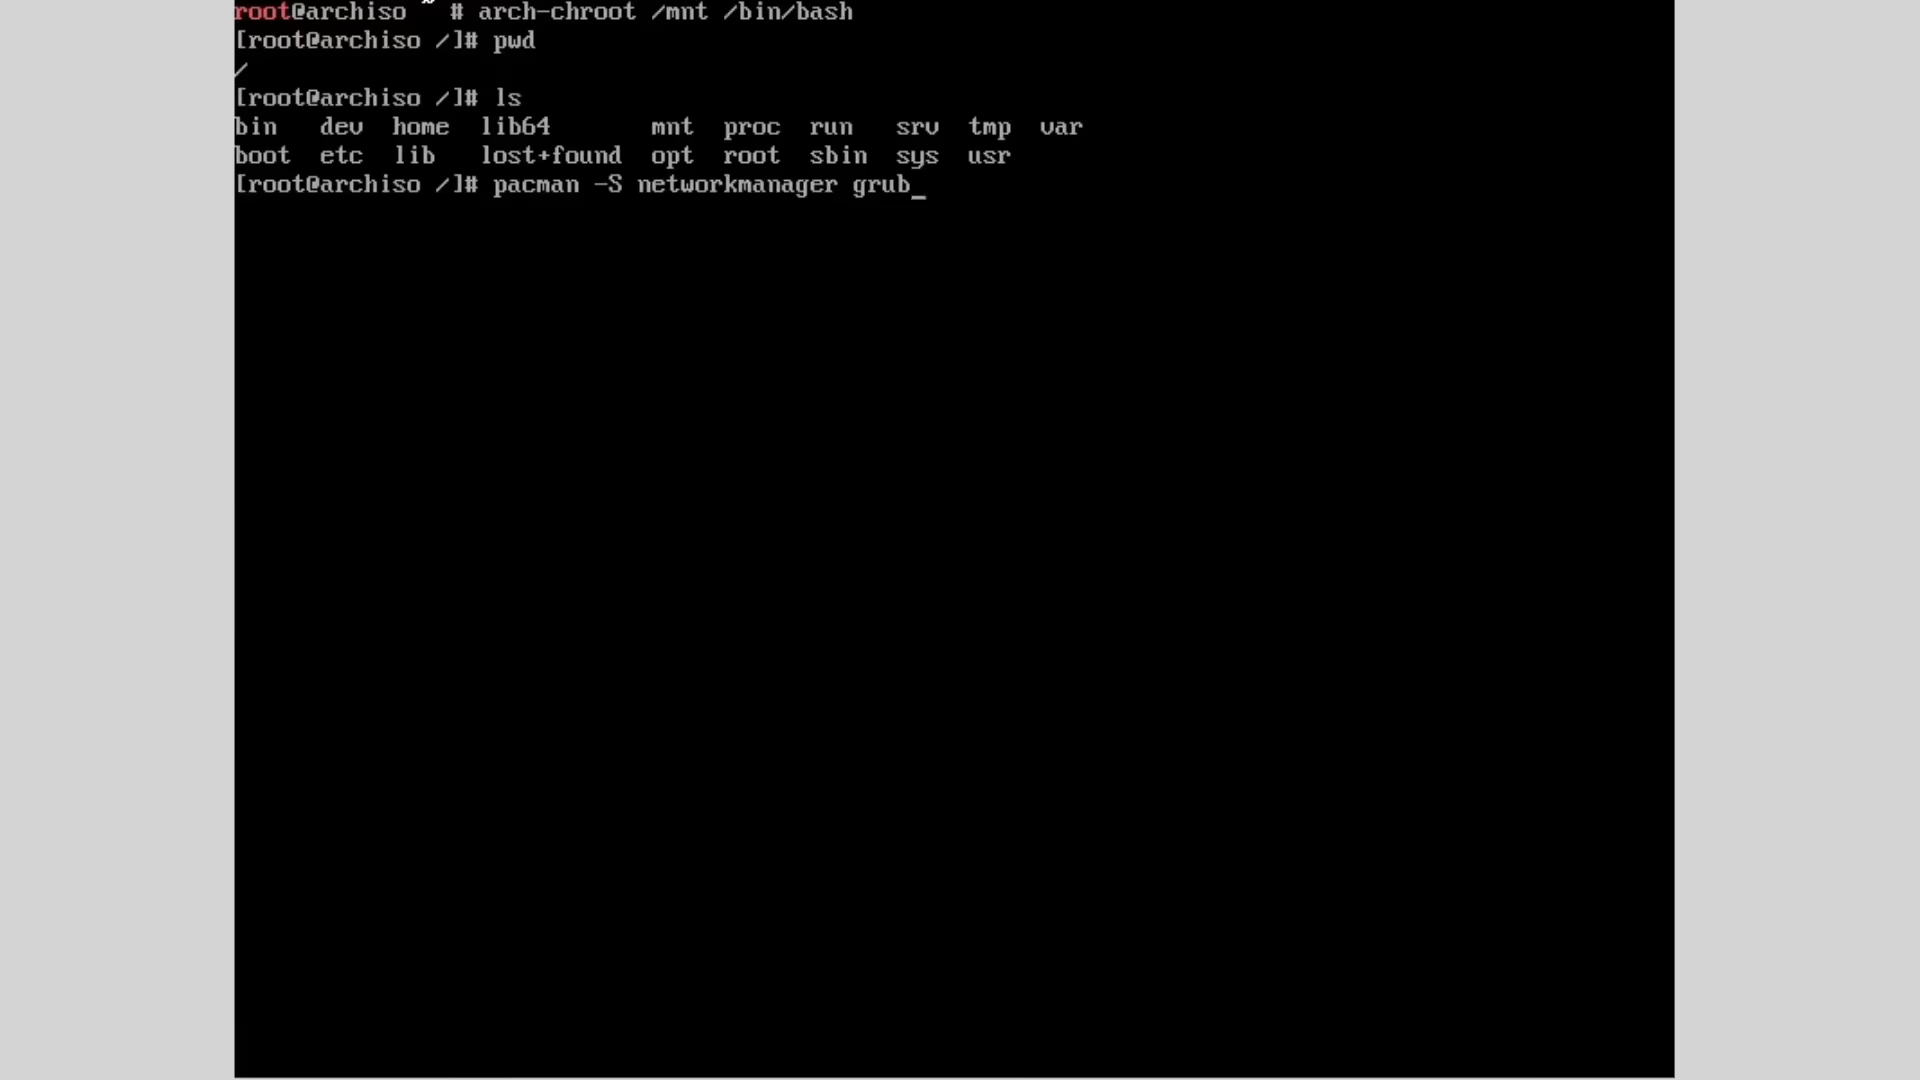 root@archiso ~ # arch-chroot /mnt /bin/bash
[root@archiso /]# pwd
/
[root@archiso /]# ls
bin   dev  home  lib64       mnt  proc  run   srv  tmp  var
boot  etc  lib   lost+found  opt  root  sbin  sys  usr
[root@archiso /]# pacman -S networkmanager grub_